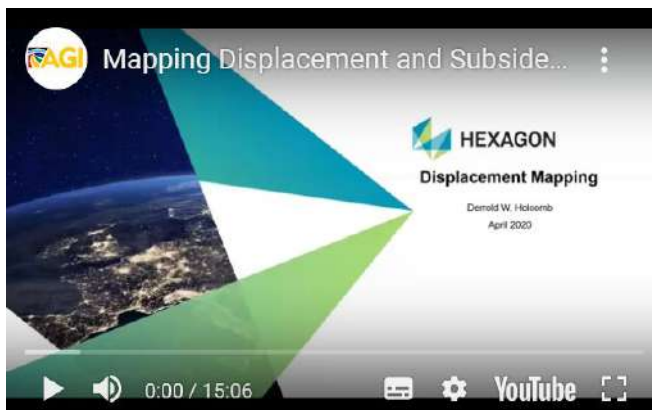 AGI Mapping Displacement and Subside...
HEXAGON
Displacement Mapping
Derrold W. Holcomb
April 2020
0:00 / 15:06
YouTube